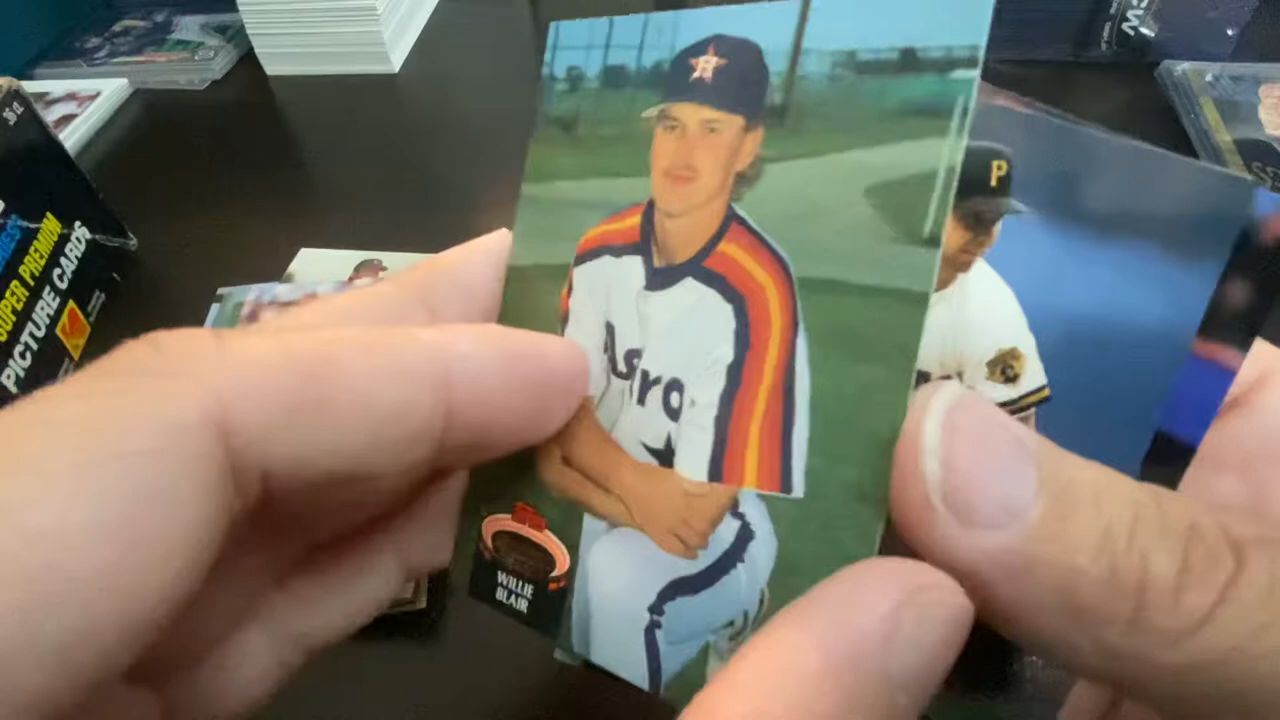 SUPER PREMIUM
PICTURE CARDS
Astro
P
WILLIE
BLAIR